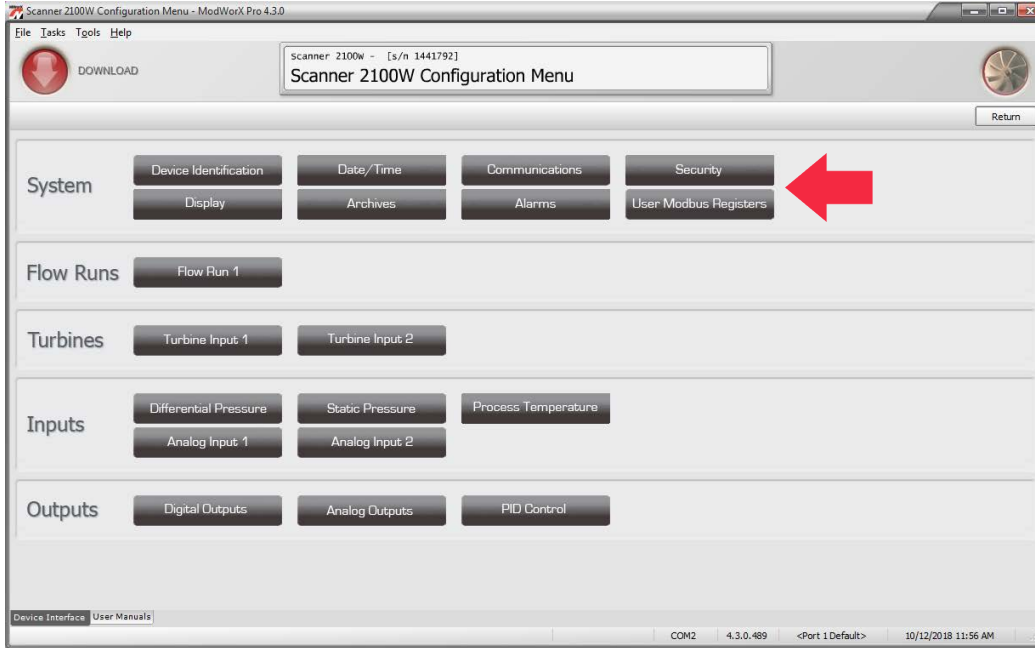 Scanner 2100W Configuration Menu - ModWorX Pro 4.3.0
File Tasks Tools Help
DOWNLOAD
Scanner 2100W - [s/n 1441792]
Scanner 2100W Configuration Menu
Return
System
Device Identification Date/Time Communications Security
Display Archives Alarms User Modbus Registers
Flow Runs Flow Run 1
Turbines Turbine Input 1 Turbine Input 2
Inputs
Differential Pressure Static Pressure Process Temperature
Analog Input 1 Analog Input 2
Outputs Digital Outputs Analog Outputs PID Control
Device Interface User Manuals
COM2 4.3.0.489 <Port 1 Default> 10/12/2018 11:56 AM